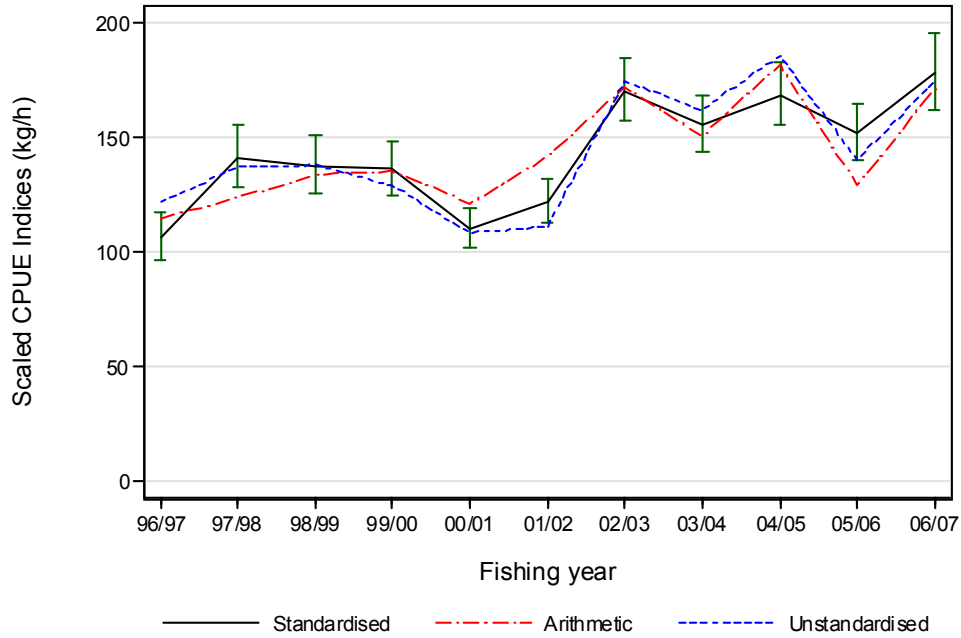 Scaled CPUE Indices (kg/h)
200
150
100
50
0
96/97 97/98 98/99 99/00 00/01 01/02 02/03 03/04 04/05 05/06 06/07
Fishing year
Standardised Arithmetic Unstandardised